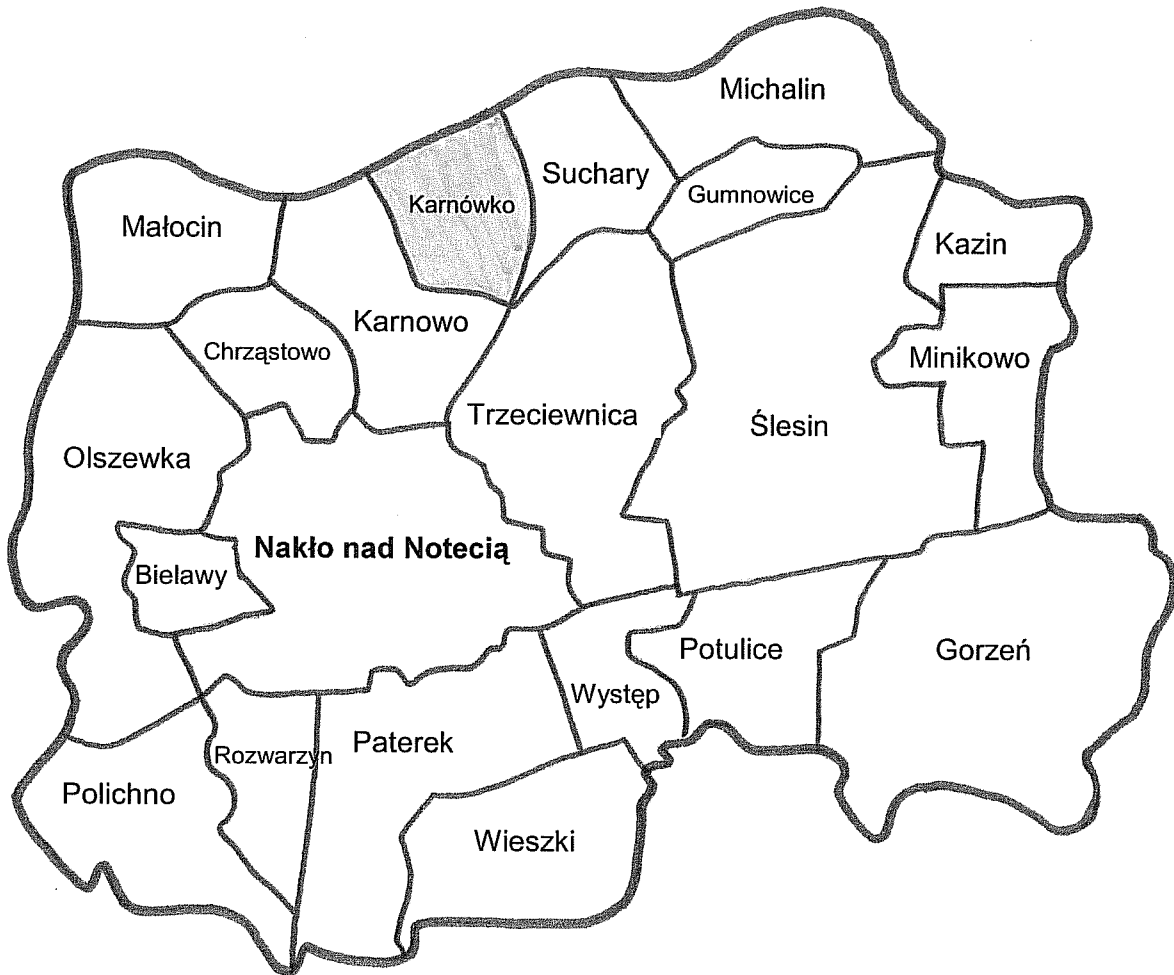 Michalin
Suchary
Gumnowice
Karnówko
Małocin
Kazin
Karnowo
Chrząstowo
Minikowo
Trzeciewnica
Ślesin
Olszewka
Nakło nad Notecią
Bielawy
Potulice
Gorzeń
Występ
Paterek
Rozwarzyn
Polichno
Wieszki